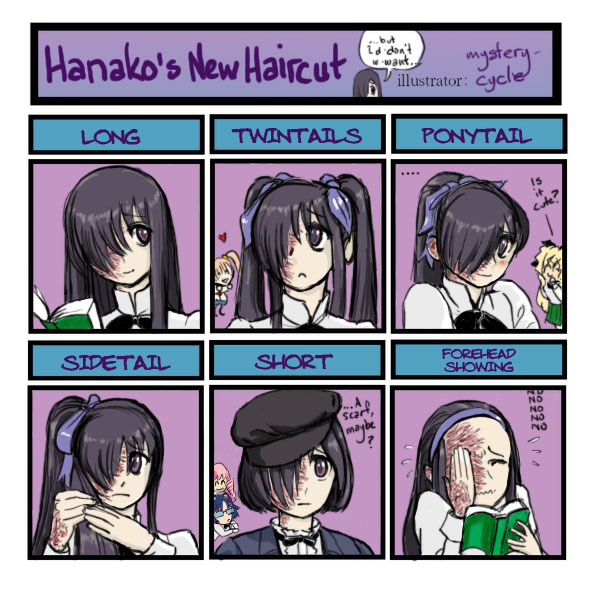 Hanako's New Haircut
...but
I d-don't
w-want...
illustrator:
mystery-
cycle
LONG
TWINTAILS
PONYTAIL
....
Is
it
cute?
SIDETAIL
SHORT
FOREHEAD
SHOWING
...A
scarf,
maybe
?
NO
NO
NO
NO
NO